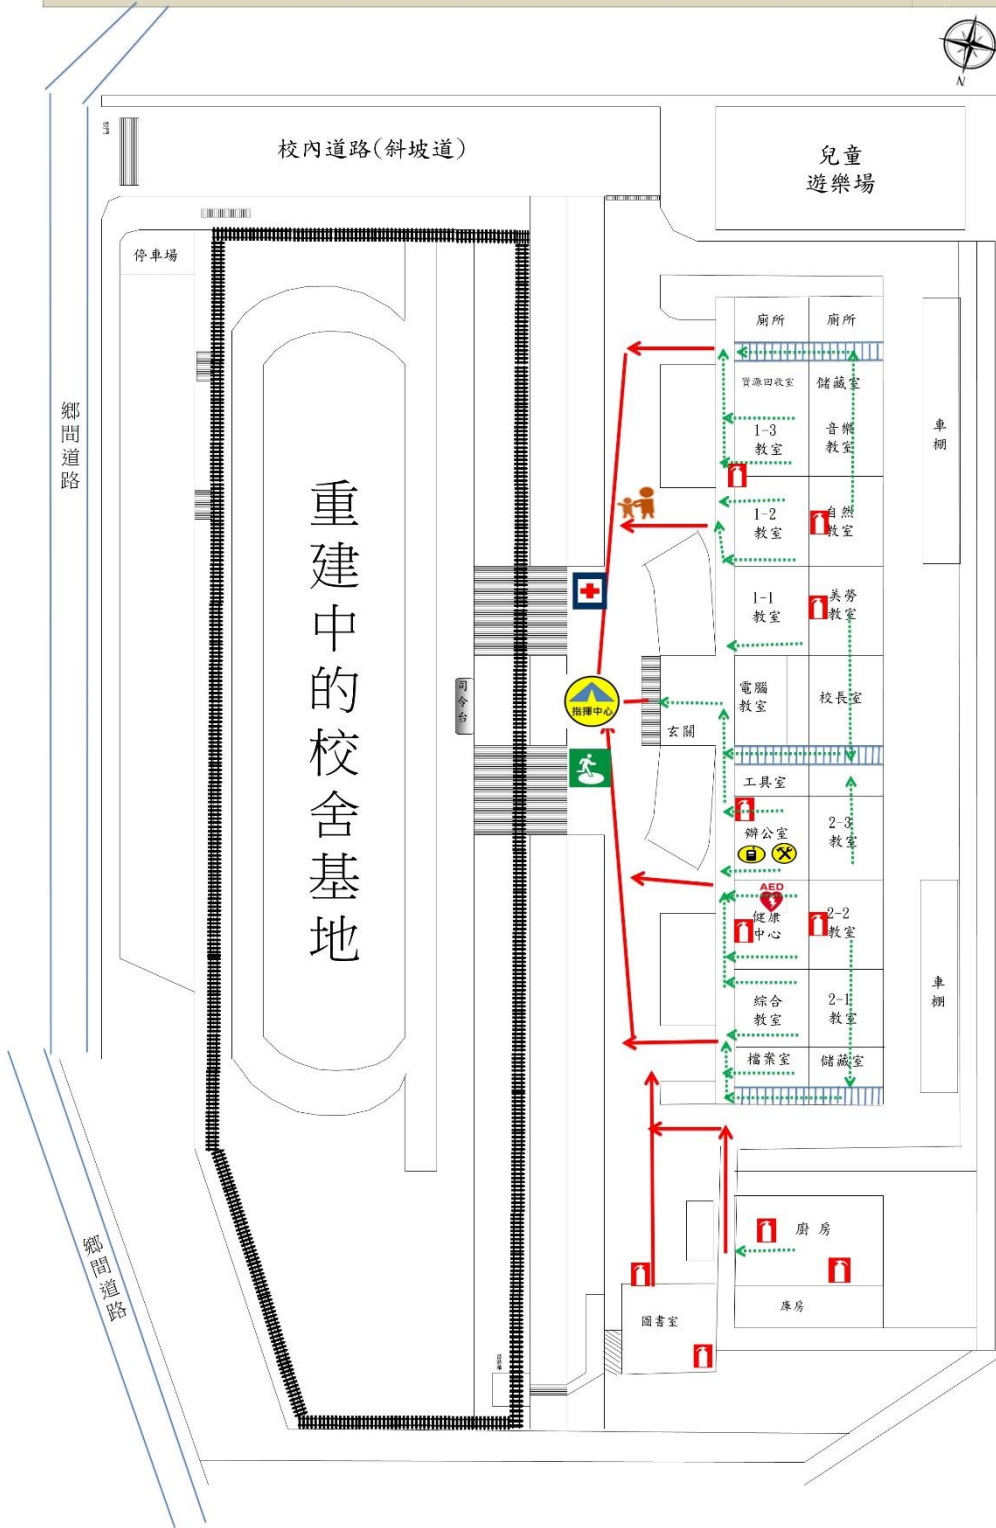 N
校門
校內道路(斜坡道)
兒童
遊樂場
停車場
鄉間道路
重建中的校舍基地
司令台
指揮中心
玄關
廁所
廁所
資源回收室
儲藏室
1-3
教室
音樂
教室
車棚
1-2
教室
自然
教室
1-1
教室
美勞
教室
電腦
教室
校長室
工具室
辦公室
2-3
教室
AED
健康
中心
2-2
教室
綜合
教室
2-1
教室
車棚
檔案室
儲藏室
鄉間道路
廚房
庫房
圖書室